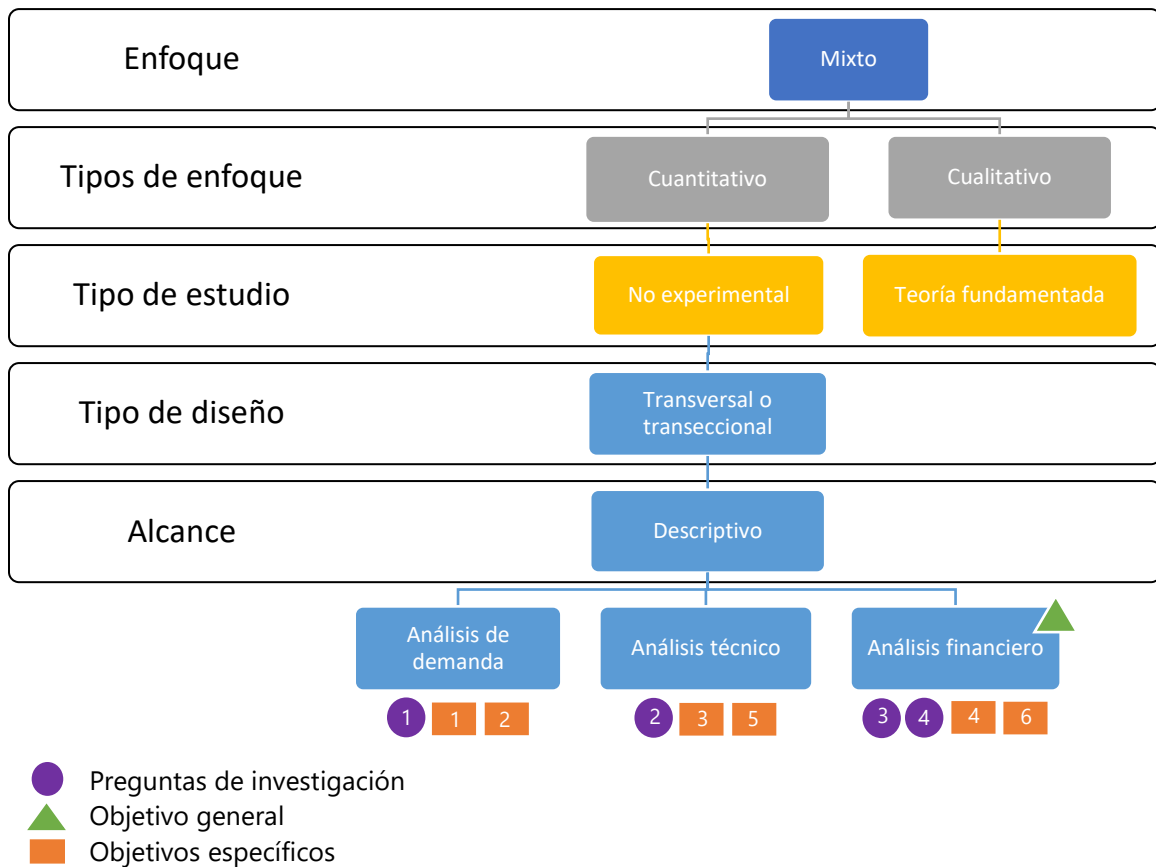 Enfoque
Mixto
Tipos de enfoque
Cuantitativo
Cualitativo
Tipo de estudio
No experimental
Teoría fundamentada
Tipo de diseño
Transversal o
transeccional
Alcance
Descriptivo
Análisis de
demanda
Análisis técnico
Análisis financiero
1 1 2
2 3 5
3 4 4 6
Preguntas de investigación
Objetivo general
Objetivos específicos